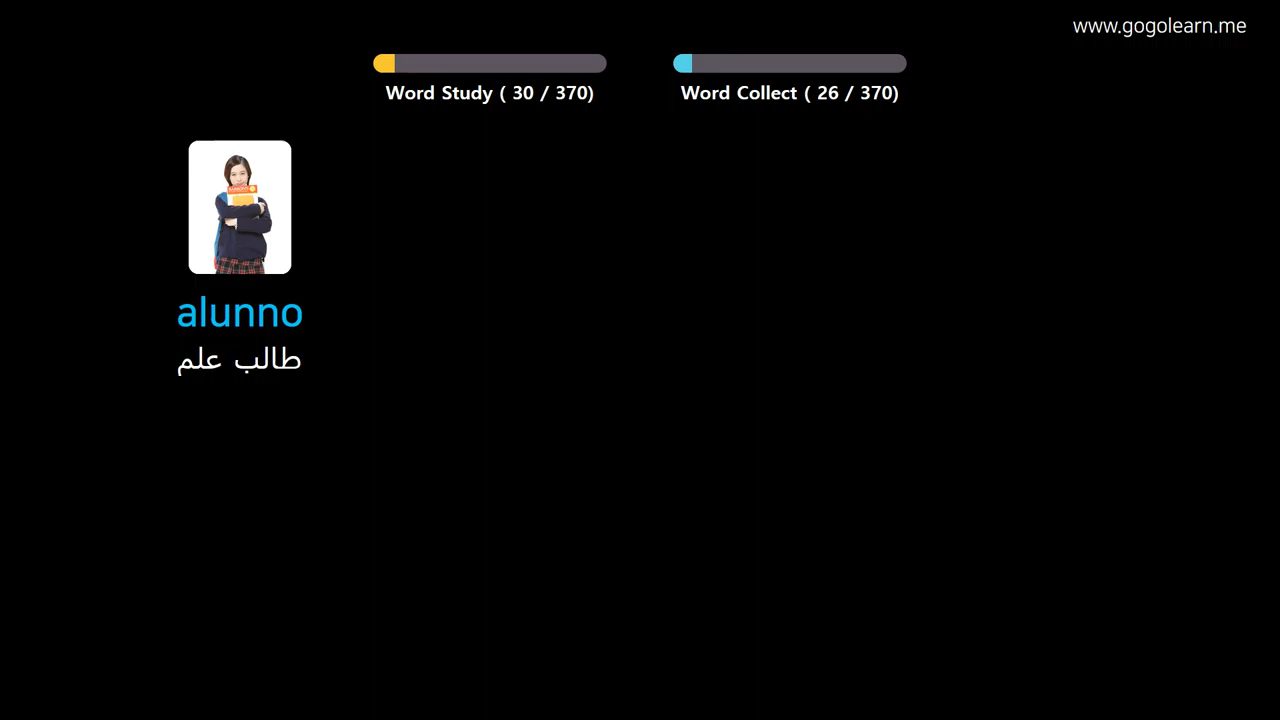 www.gogolearn.me
Word Study ( 30 / 370)
Word Collect ( 26 / 370)
alunno
طالب علم